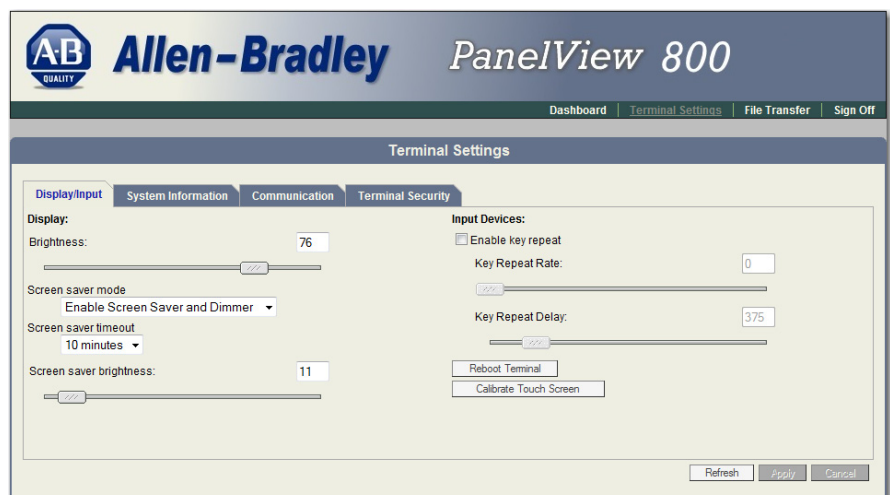 A·B
QUALITY
Allen-Bradley
PanelView 800
Dashboard | Terminal Settings | File Transfer | Sign Off
Terminal Settings
Display/Input
System Information
Communication
Terminal Security
Display:
Brightness: 76
Screen saver mode
Enable Screen Saver and Dimmer
Screen saver timeout
10 minutes
Screen saver brightness: 11
Input Devices:
Enable key repeat
Key Repeat Rate: 0
Key Repeat Delay: 375
Reboot Terminal
Calibrate Touch Screen
Refresh
Apply
Cancel